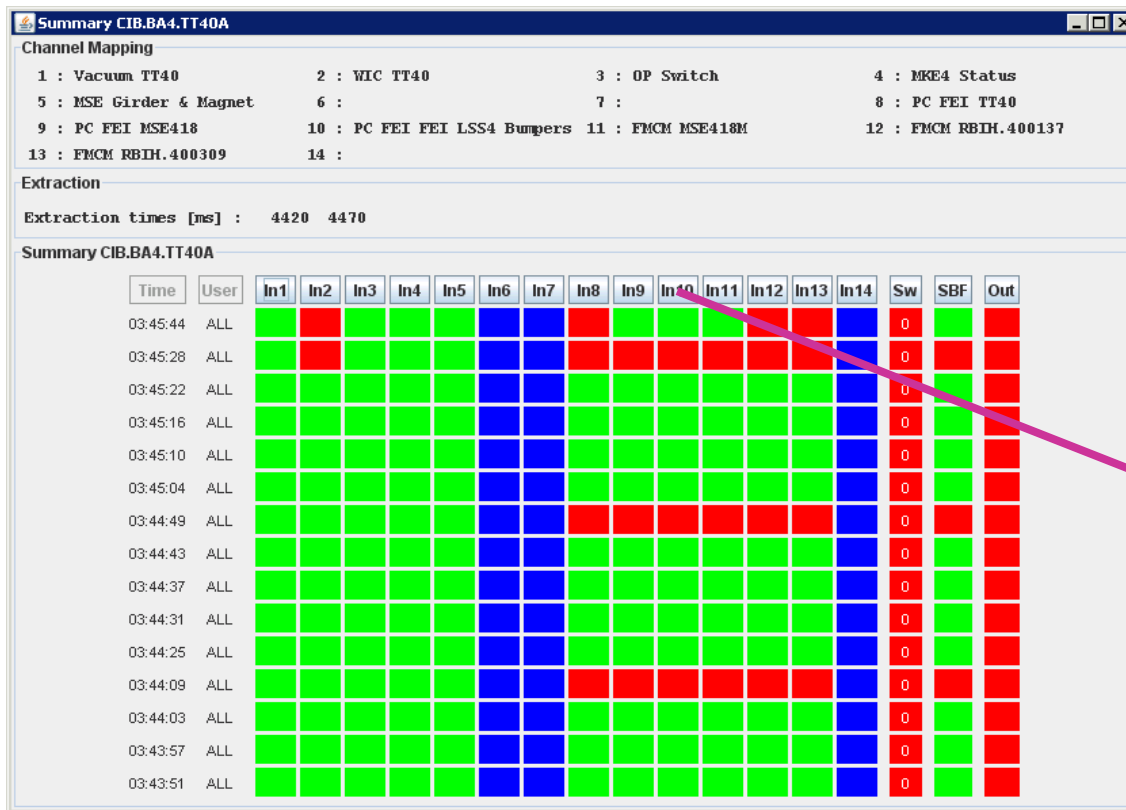 Summary CIB.BA4.TT40A
Channel Mapping
1 : Vacuum TT40 2 : WIC TT40 3 : OP Switch 4 : MKE4 Status
5 : MSE Girder & Magnet 6 : 7 : 8 : PC FEI TT40
9 : PC FEI MSE418 10 : PC FEI FEI LSS4 Bumpers 11 : FMCM MSE418M 12 : FMCM RBIH.400137
13 : FMCM RBIH.400309 14 :
Extraction
Extraction times [ms] : 4420 4470
Summary CIB.BA4.TT40A
Time User In1 In2 In3 In4 In5 In6 In7 In8 In9 In10 In11 In12 In13 In14 Sw SBF Out
03:45:44 ALL 0
03:45:28 ALL 0
03:45:22 ALL 0
03:45:16 ALL 0
03:45:10 ALL 0
03:45:04 ALL 0
03:44:49 ALL 0
03:44:43 ALL 0
03:44:37 ALL 0
03:44:31 ALL 0
03:44:25 ALL 0
03:44:09 ALL 0
03:44:03 ALL 0
03:43:57 ALL 0
03:43:51 ALL 0